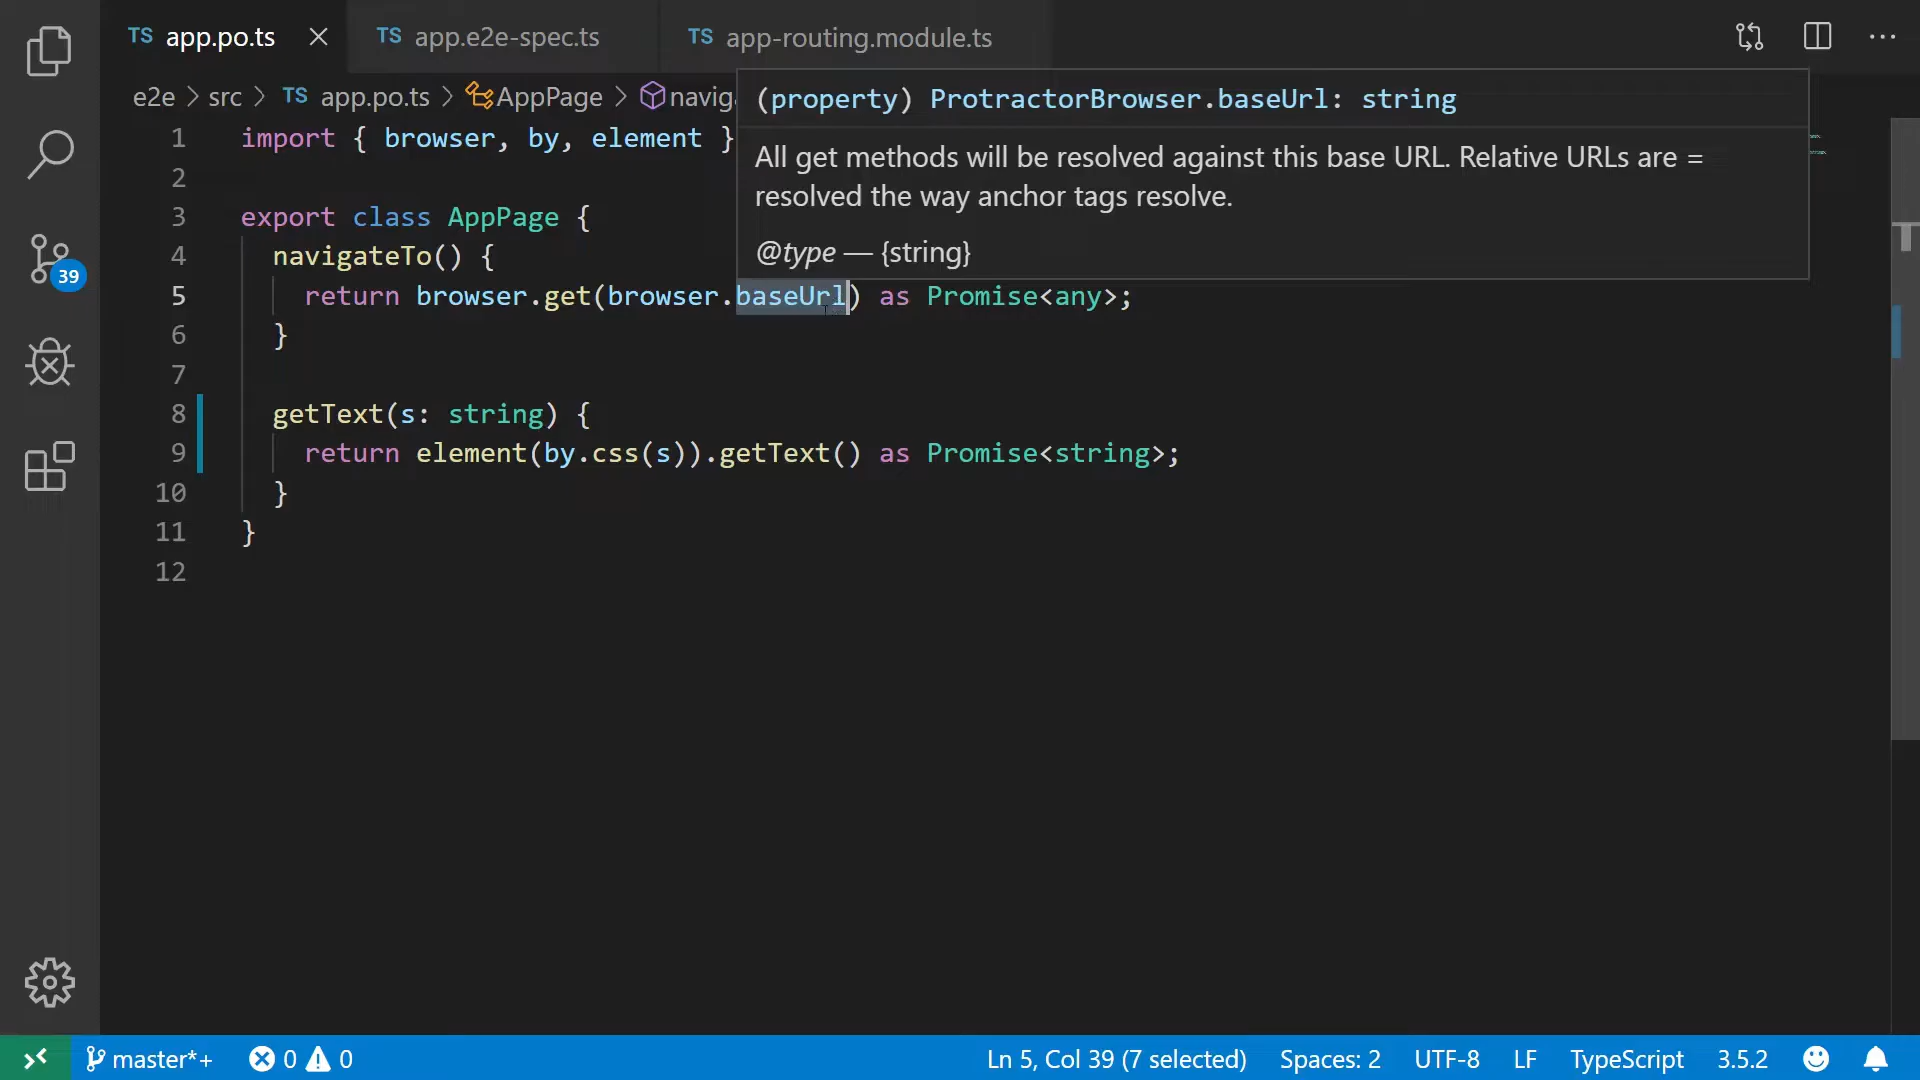 TS app.po.ts TS app.e2e-spec.ts TS app-routing.module.ts
e2e > src > TS app.po.ts > AppPage >
(property) ProtractorBrowser.baseUrl: string
All get methods will be resolved against this base URL. Relative URLs are =
resolved the way anchor tags resolve.
@type — {string}
1 import { browser, by, element }
2
3 export class AppPage {
4 navigateTo() {
5 return browser.get(browser.baseUrl) as Promise<any>;
6 }
7
8 getText(s: string) {
9 return element(by.css(s)).getText() as Promise<string>;
10 }
11 }
12
39
master*+ 0 0 Ln 5, Col 39 (7 selected) Spaces: 2 UTF-8 LF TypeScript 3.5.2